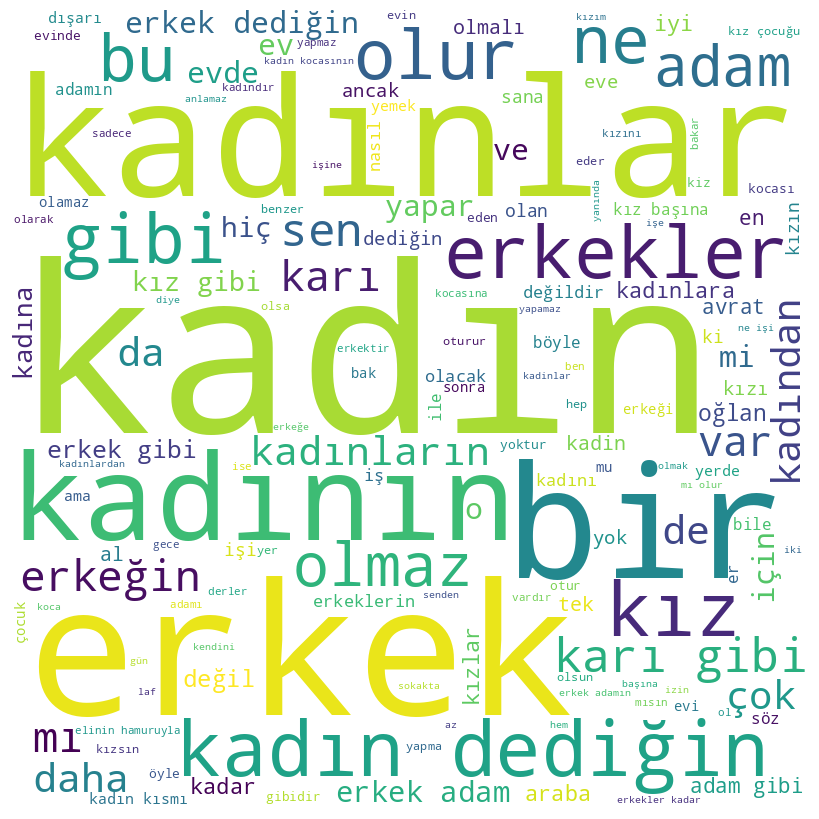 dışarı
erkek dediğin
evin
olmalı
kızım
iyi
kız çocuğu
evinde
bu
ev
yapmaz
olur
ne
adam
kadın kocasının
evde
adamın
kadındır
ancak
sana
eve
anlamaz
yemek
kadınlar
sadece
nasıl
işine
ve
kızını
eder
bakar
kız
kocası
yanında
olamaz
benzer
yapar
olan
kız başına
en
kızın
olarak
gibi
hiç
sen
dediğin
eden
işe
erkekler
kız gibi
karı
kocasına
değildir
kadınlara
kadına
diye
olsa
yapamaz
avrat
kadın
da
erkektir
oturur
böyle
ki
ne işi
mi
kadından
bak
olacak
sonra
ben
kadinlar
hep
kızı
ile
erkeği
oğlan
erkeğe
erkek gibi
kadınların
yoktur
kadin
var
kadınlardan
ise
mu
olmak
yerde
ama
iş
kadını
mı olur
kadının
o
bir
der
bile
için
al
gece
işi
yer
yok
iki
er
erkeğin
olmaz
otur
derler
erkeklerin
senden
vardır
tek
kız
çocuk
koca
adamı
erkek
kendini
gün
değil
kızlar
karı gibi
laf
sokakta
olsun
başına
izin
erkek adamın
mısın
evi
ol
çok
söz
mı
elinin hamuruyla
kızsın
kadın dediğin
az
hem
yapma
daha
öyle
kadar
kadın kısmı
gibidir
erkek adam
araba
adam gibi
erkekler kadar